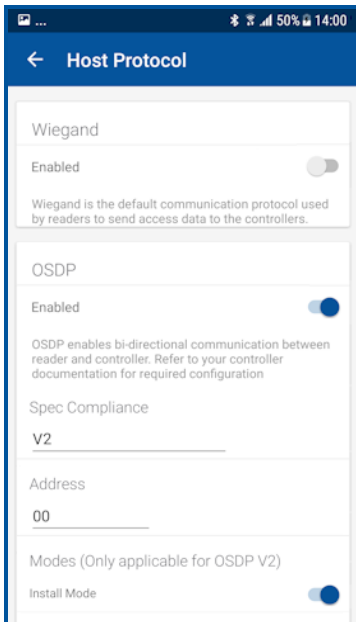 ... 50% 14:00
Host Protocol
Wiegand
Enabled
Wiegand is the default communication protocol used
by readers to send access data to the controllers.
OSDP
Enabled
OSDP enables bi-directional communication between
reader and controller. Refer to your controller
documentation for required configuration
Spec Compliance
V2
Address
00
Modes (Only applicable for OSDP V2)
Install Mode